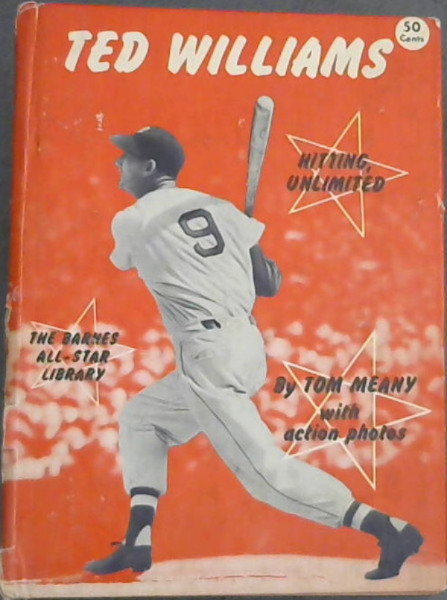 50
Cents
TED WILLIAMS
HITTING,
UNLIMITED
9
THE BARNES
ALL-STAR
LIBRARY
By TOM MEANY
with
action photos